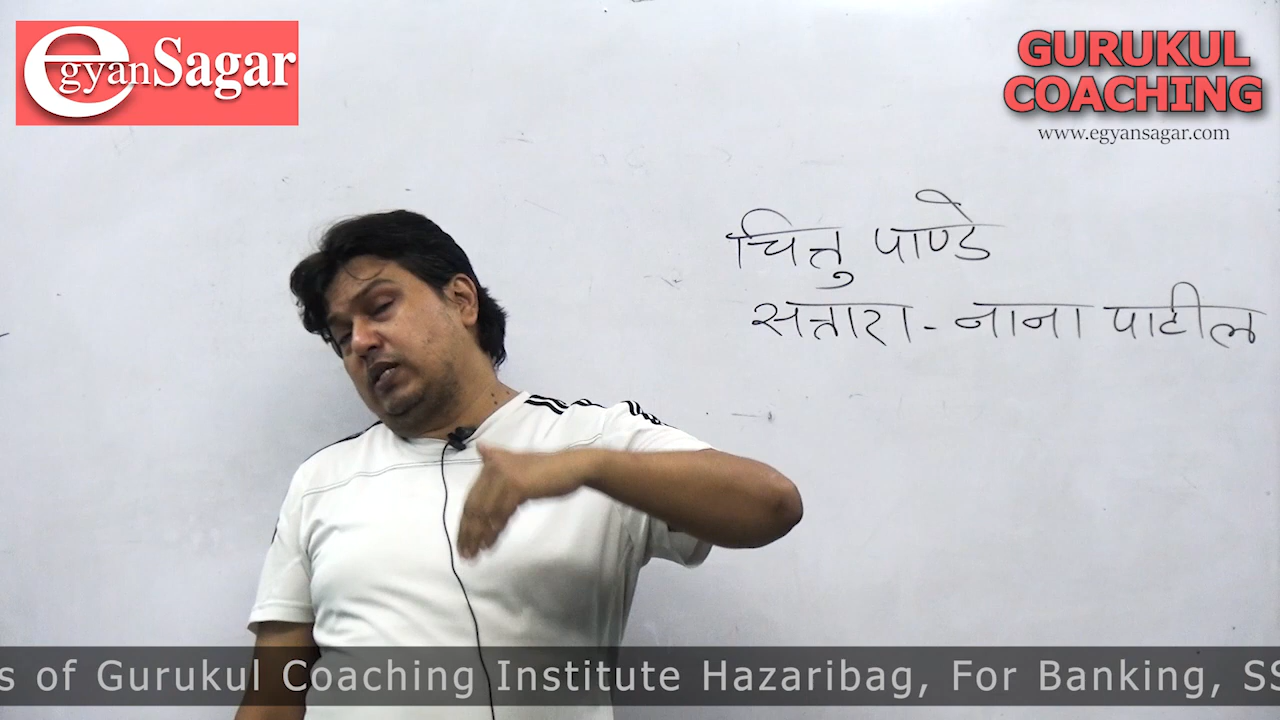 egyanSagar
GURUKUL
COACHING
www.egyansagar.com
चित्तु पाण्डे
सत्तारा - नाना पाटील
s of Gurukul Coaching Institute Hazaribag, For Banking, SS